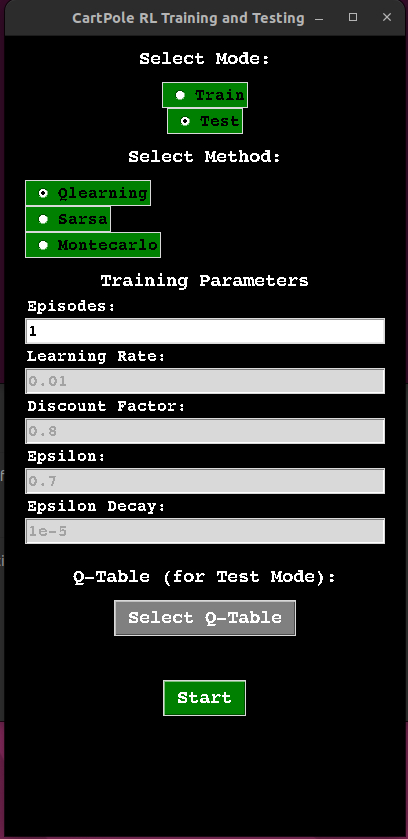 CartPole RL Training and Testing
Select Mode:
Train
Test
Select Method:
Qlearning
Sarsa
Montecarlo
Training Parameters
Episodes:
1
Learning Rate:
0.01
Discount Factor:
0.8
Epsilon:
0.7
Epsilon Decay:
1e-5
Q-Table (for Test Mode):
Select Q-Table
Start